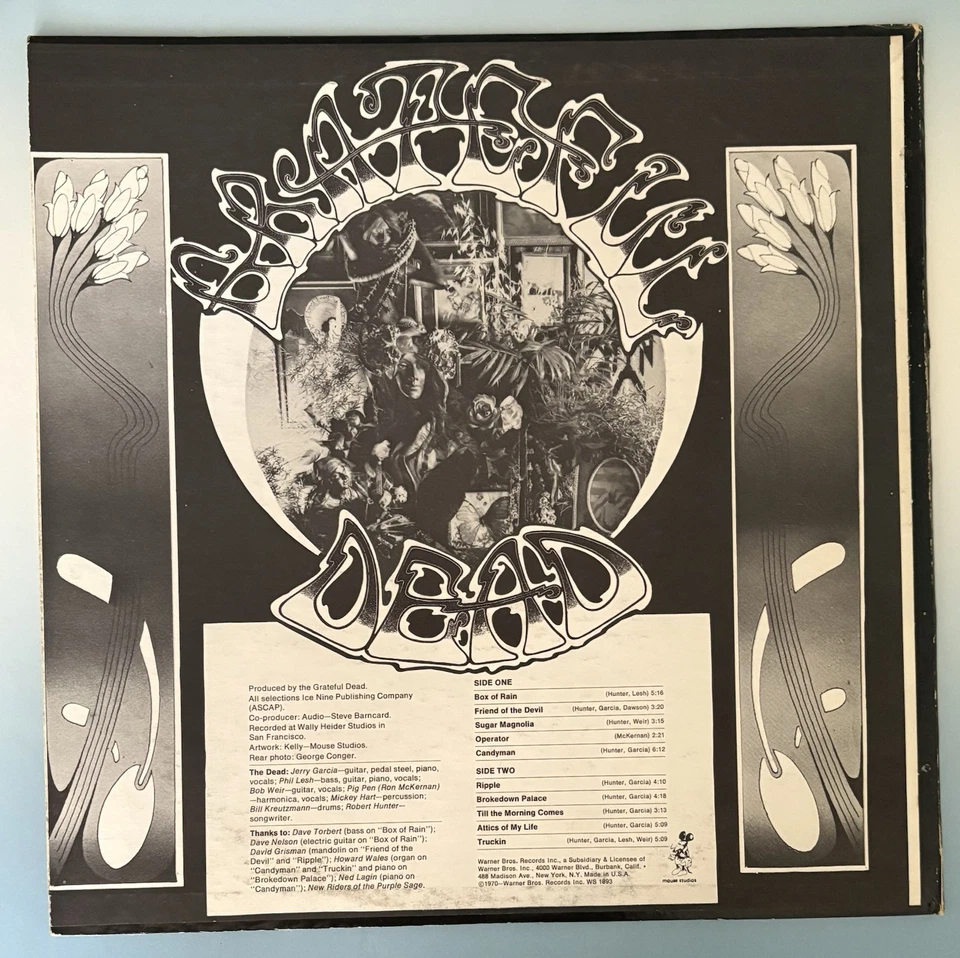 GRATEFUL
DEAD
Produced by the Grateful Dead.
All selections Ice Nine Publishing Company
(ASCAP).
Co-producer: Audio—Steve Barncard.
Recorded at Wally Heider Studios in
San Francisco.
Artwork: Kelly—Mouse Studios.
Rear photo: George Conger.
The Dead: Jerry Garcia—guitar, pedal steel, piano,
vocals; Phil Lesh—bass, guitar, piano, vocals;
Bob Weir—guitar, vocals; Pig Pen (Ron McKernan)
—harmonica, vocals; Mickey Hart—percussion;
Bill Kreutzmann—drums; Robert Hunter—
songwriter.
Thanks to: Dave Torbert (bass on "Box of Rain");
Dave Nelson (electric guitar on "Box of Rain");
David Grisman (mandolin on "Friend of the
Devil" and "Ripple"); Howard Wales (organ on
"Candyman" and "Truckin" and piano on
"Brokedown Palace"); Ned Lagin (piano on
"Candyman"); New Riders of the Purple Sage.
SIDE ONE
Box of Rain (Hunter, Lesh) 5:16
Friend of the Devil (Hunter, Garcia, Dawson) 3:20
Sugar Magnolia (Hunter, Weir) 3:15
Operator (McKernan) 2:21
Candyman (Hunter, Garcia) 6:12
SIDE TWO
Ripple (Hunter, Garcia) 4:10
Brokedown Palace (Hunter, Garcia) 4:18
Till the Morning Comes (Hunter, Garcia) 3:13
Attics of My Life (Hunter, Garcia) 5:09
Truckin (Hunter, Garcia, Lesh, Weir) 5:09
Warner Bros. Records Inc., a Subsidiary & Licensee of
Warner Bros. Inc., 4000 Warner Blvd., Burbank, Calif. •
488 Madison Ave., New York, N.Y. Made in U.S.A.
©1970—Warner Bros. Records Inc. WS 1893
mouse studios